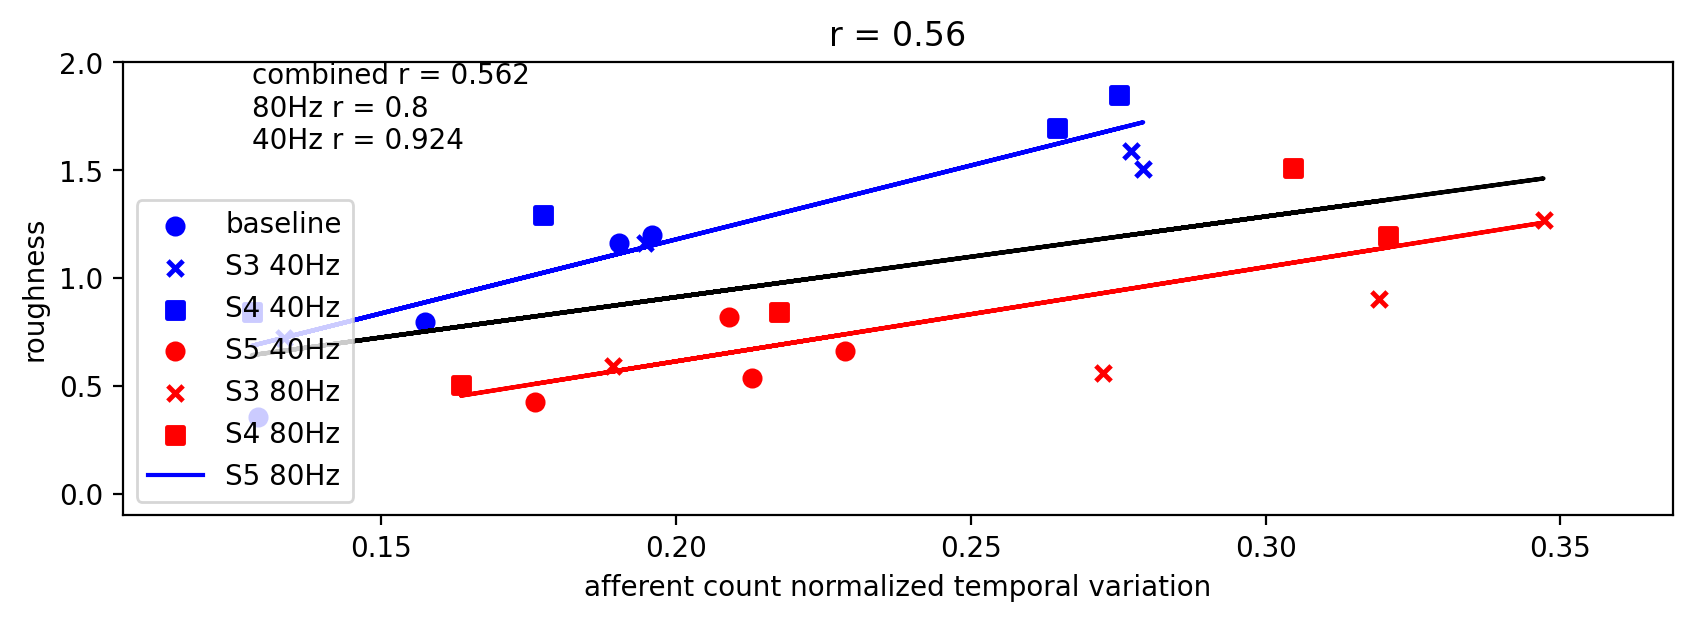 r = 0.56
combined r = 0.562
80Hz r = 0.8
40Hz r = 0.924
2.0
1.5
1.0
0.5
0.0
roughness
baseline
S3 40Hz
S4 40Hz
S5 40Hz
S3 80Hz
S4 80Hz
S5 80Hz
0.15 0.20 0.25 0.30 0.35
afferent count normalized temporal variation